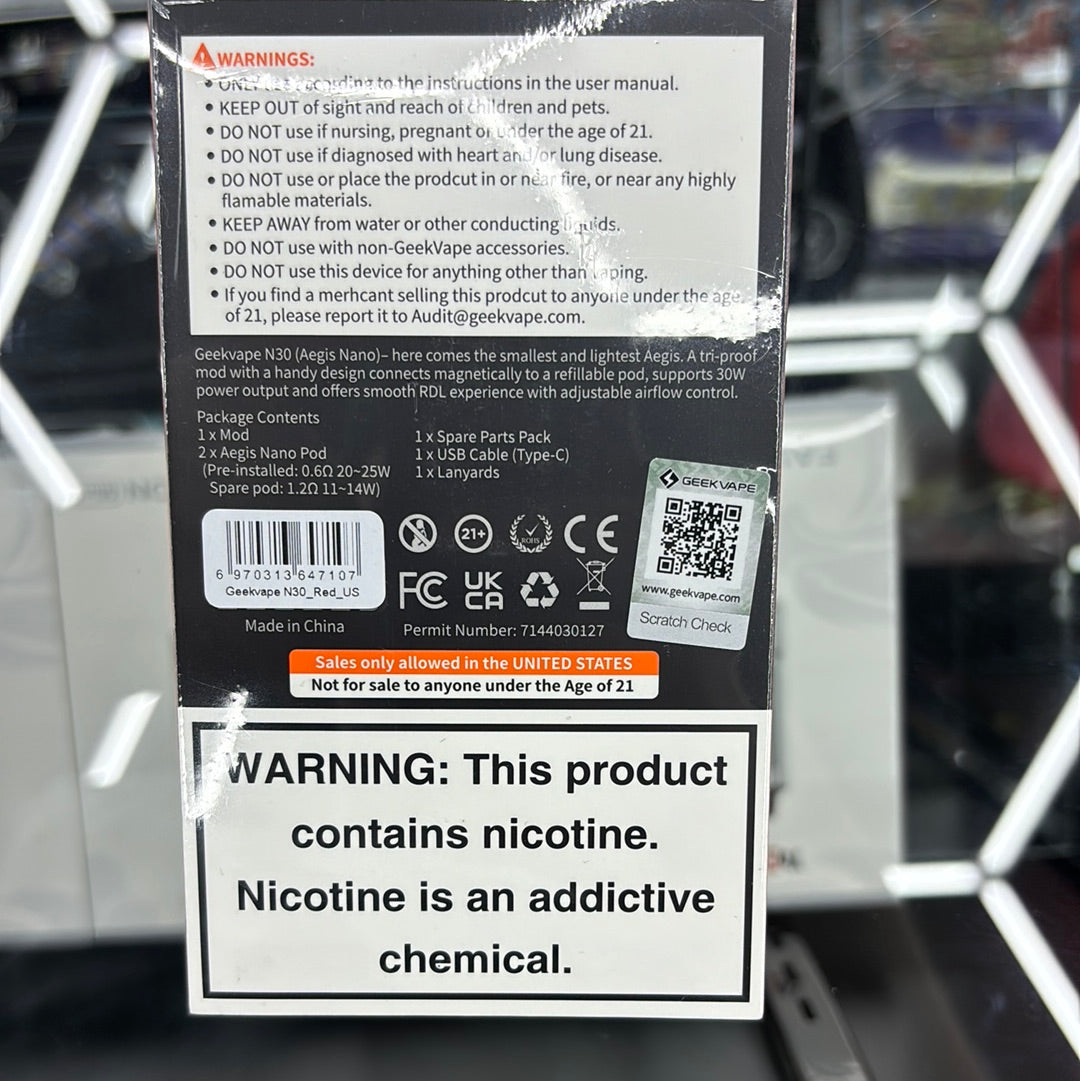 WARNINGS:
• ONLY use according to the instructions in the user manual.
• KEEP OUT of sight and reach of children and pets.
• DO NOT use if nursing, pregnant or under the age of 21.
• DO NOT use if diagnosed with heart and/or lung disease.
• DO NOT use or place the prodcut in or near fire, or near any highly
flamable materials.
• KEEP AWAY from water or other conducting liquids.
• DO NOT use with non-GeekVape accessories.
• DO NOT use this device for anything other than vaping.
• If you find a merhcant selling this prodcut to anyone under the age
of 21, please report it to Audit@geekvape.com.
Geekvape N30 (Aegis Nano)– here comes the smallest and lightest Aegis. A tri-proof
mod with a handy design connects magnetically to a refillable pod, supports 30W
power output and offers smooth RDL experience with adjustable airflow control.
Package Contents
1 x Mod
2 x Aegis Nano Pod
(Pre-installed: 0.6Ω 20~25W
Spare pod: 1.2Ω 11~14W)
1 x Spare Parts Pack
1 x USB Cable (Type-C)
1 x Lanyards
GEEKVAPE
www.geekvape.com
Scratch Check
6 970313 647107
Geekvape N30_Red_US
Made in China
21+
ROHS
CE
FC
UK
CA
Permit Number: 7144030127
Sales only allowed in the UNITED STATES
Not for sale to anyone under the Age of 21
WARNING: This product
contains nicotine.
Nicotine is an addictive
chemical.